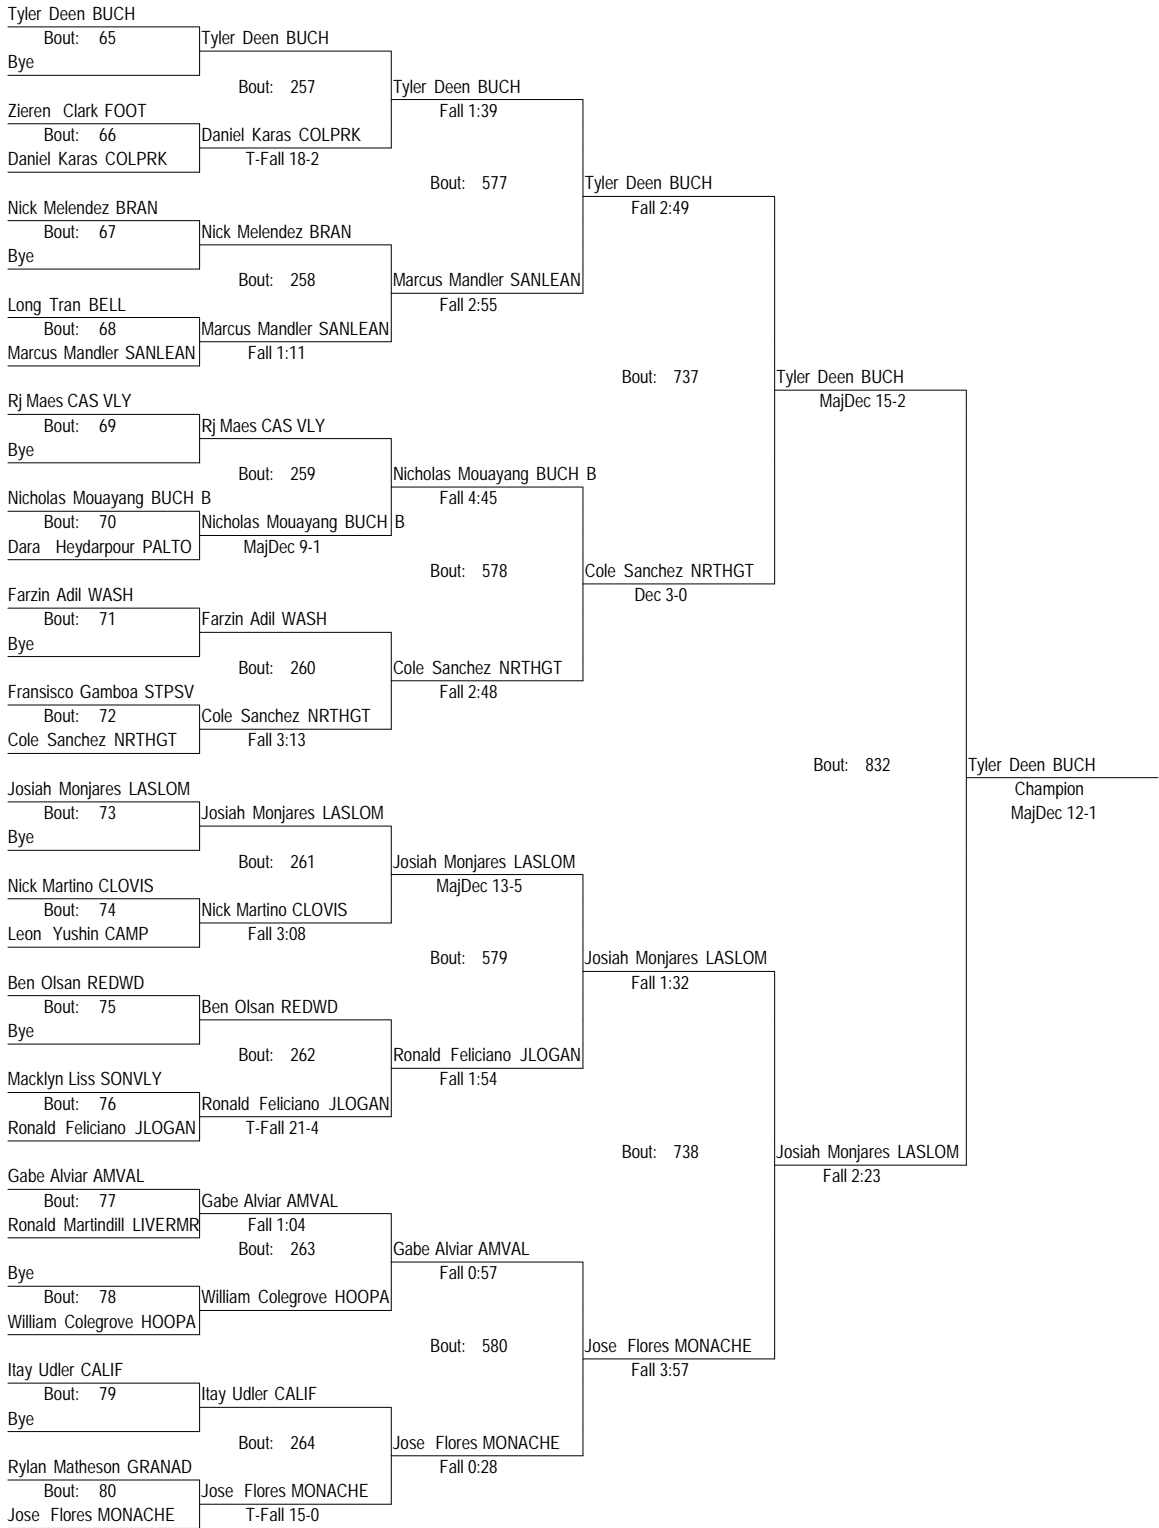 Tyler Deen BUCH
Bout: 65
Tyler Deen BUCH
Bye
Bout: 257
Tyler Deen BUCH
Zieren Clark FOOT
Fall 1:39
Bout: 66
Daniel Karas COLPRK
Daniel Karas COLPRK
T-Fall 18-2
Bout: 577
Tyler Deen BUCH
Nick Melendez BRAN
Fall 2:49
Bout: 67
Nick Melendez BRAN
Bye
Bout: 258
Marcus Mandler SANLEAN
Long Tran BELL
Fall 2:55
Bout: 68
Marcus Mandler SANLEAN
Marcus Mandler SANLEAN
Fall 1:11
Bout: 737
Tyler Deen BUCH
Rj Maes CAS VLY
MajDec 15-2
Bout: 69
Rj Maes CAS VLY
Bye
Bout: 259
Nicholas Mouayang BUCH B
Nicholas Mouayang BUCH B
Fall 4:45
Bout: 70
Nicholas Mouayang BUCH B
Dara Heydarpour PALTO
MajDec 9-1
Bout: 578
Cole Sanchez NRTHGT
Farzin Adil WASH
Dec 3-0
Bout: 71
Farzin Adil WASH
Bye
Bout: 260
Cole Sanchez NRTHGT
Fransisco Gamboa STPSV
Fall 2:48
Bout: 72
Cole Sanchez NRTHGT
Cole Sanchez NRTHGT
Fall 3:13
Bout: 832
Tyler Deen BUCH
Josiah Monjares LASLOM
Champion
Bout: 73
Josiah Monjares LASLOM
MajDec 12-1
Bye
Bout: 261
Josiah Monjares LASLOM
Nick Martino CLOVIS
MajDec 13-5
Bout: 74
Nick Martino CLOVIS
Leon Yushin CAMP
Fall 3:08
Bout: 579
Josiah Monjares LASLOM
Ben Olsan REDWD
Fall 1:32
Bout: 75
Ben Olsan REDWD
Bye
Bout: 262
Ronald Feliciano JLOGAN
Macklyn Liss SONVLY
Fall 1:54
Bout: 76
Ronald Feliciano JLOGAN
Ronald Feliciano JLOGAN
T-Fall 21-4
Bout: 738
Josiah Monjares LASLOM
Gabe Alviar AMVAL
Fall 2:23
Bout: 77
Gabe Alviar AMVAL
Ronald Martindill LIVERMR
Fall 1:04
Bout: 263
Gabe Alviar AMVAL
Bye
Fall 0:57
Bout: 78
William Colegrove HOOPA
William Colegrove HOOPA
Bout: 580
Jose Flores MONACHE
Itay Udler CALIF
Fall 3:57
Bout: 79
Itay Udler CALIF
Bye
Bout: 264
Jose Flores MONACHE
Rylan Matheson GRANAD
Fall 0:28
Bout: 80
Jose Flores MONACHE
Jose Flores MONACHE
T-Fall 15-0